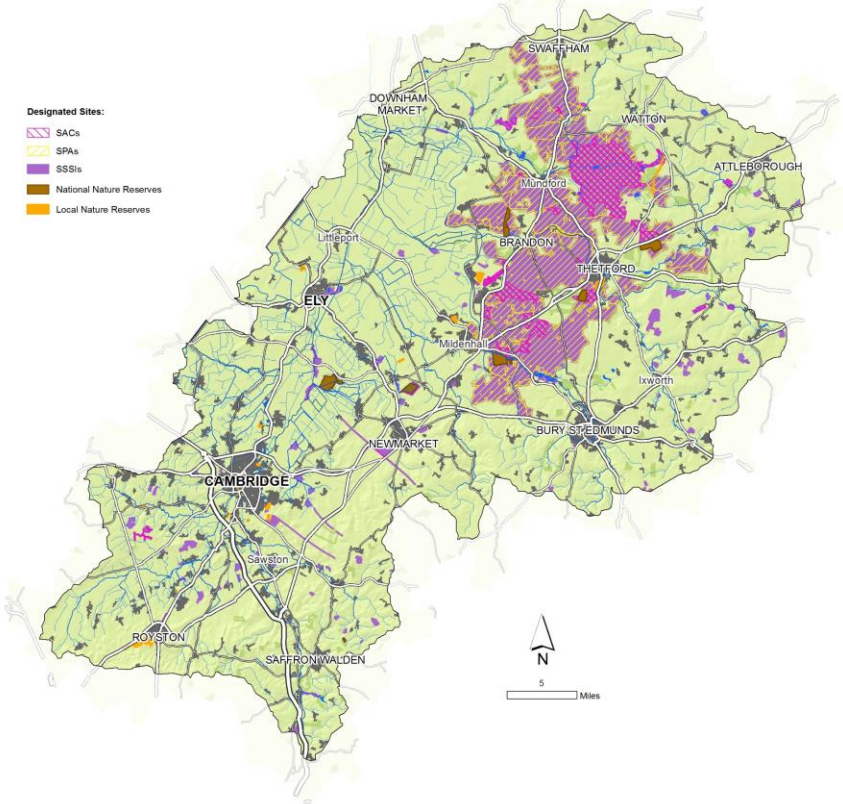 SWAFFHAM
DOWNHAM
MARKET
WATTON
Designated Sites:
SACs
SPAs
SSSIs
National Nature Reserves
Local Nature Reserves
ATTLEBOROUGH
Mundford
Littleport
BRANDON
THETFORD
ELY
Mildenhall
Ixworth
BURY ST EDMUNDS
NEWMARKET
CAMBRIDGE
Sawston
ROYSTON
SAFFRON WALDEN
N
5
Miles